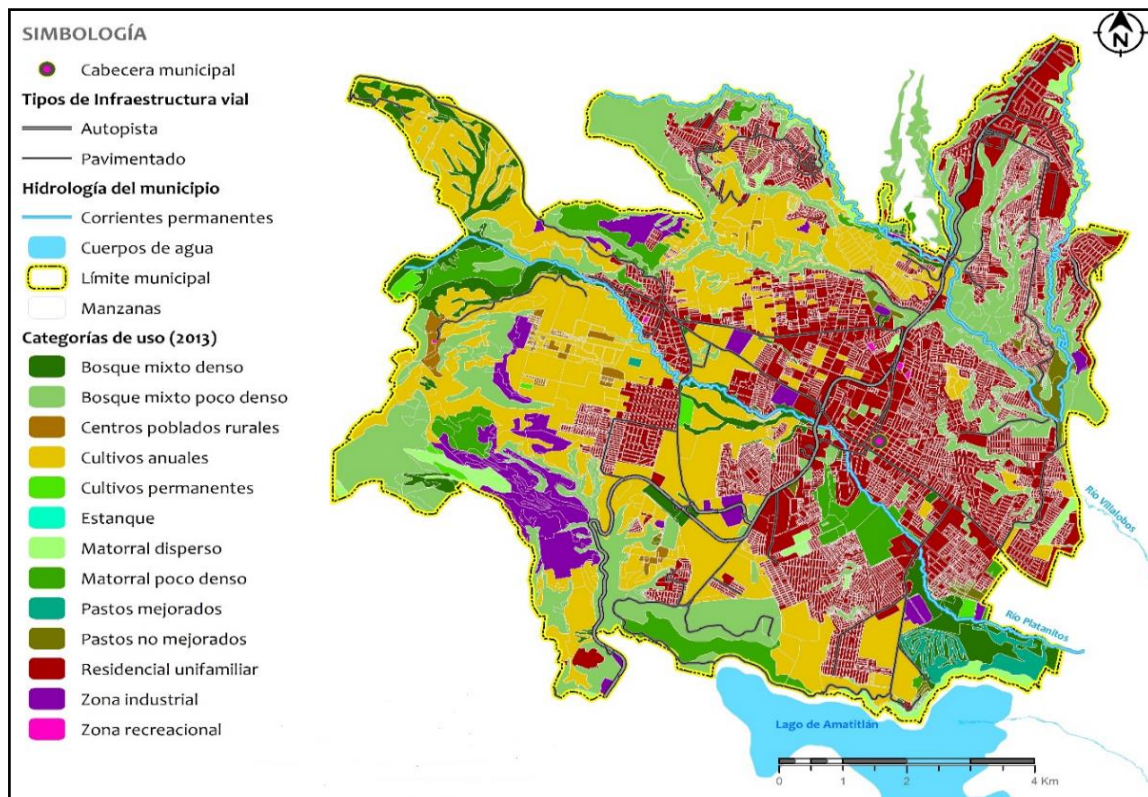 SIMBOLOGÍA
Cabecera municipal
Tipos de Infraestructura vial
Autopista
Pavimentado
Hidrología del municipio
Corrientes permanentes
Cuerpos de agua
Límite municipal
Manzanas
Categorías de uso (2013)
Bosque mixto denso
Bosque mixto poco denso
Centros poblados rurales
Cultivos anuales
Cultivos permanentes
Estanque
Matorral disperso
Matorral poco denso
Pastos mejorados
Pastos no mejorados
Residencial unifamiliar
Zona industrial
Zona recreacional
N
Río Villalobos
Río Platanitos
Lago de Amatitlán
0 1 2 4 Km